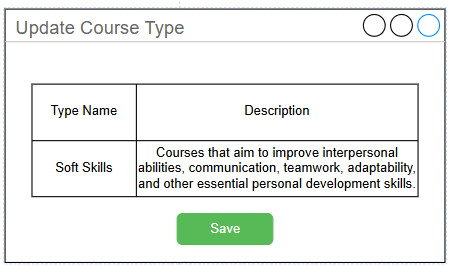 Update Course Type
Type Name
Description
Soft Skills
Courses that aim to improve interpersonal
abilities, communication, teamwork, adaptability,
and other essential personal development skills.
Save